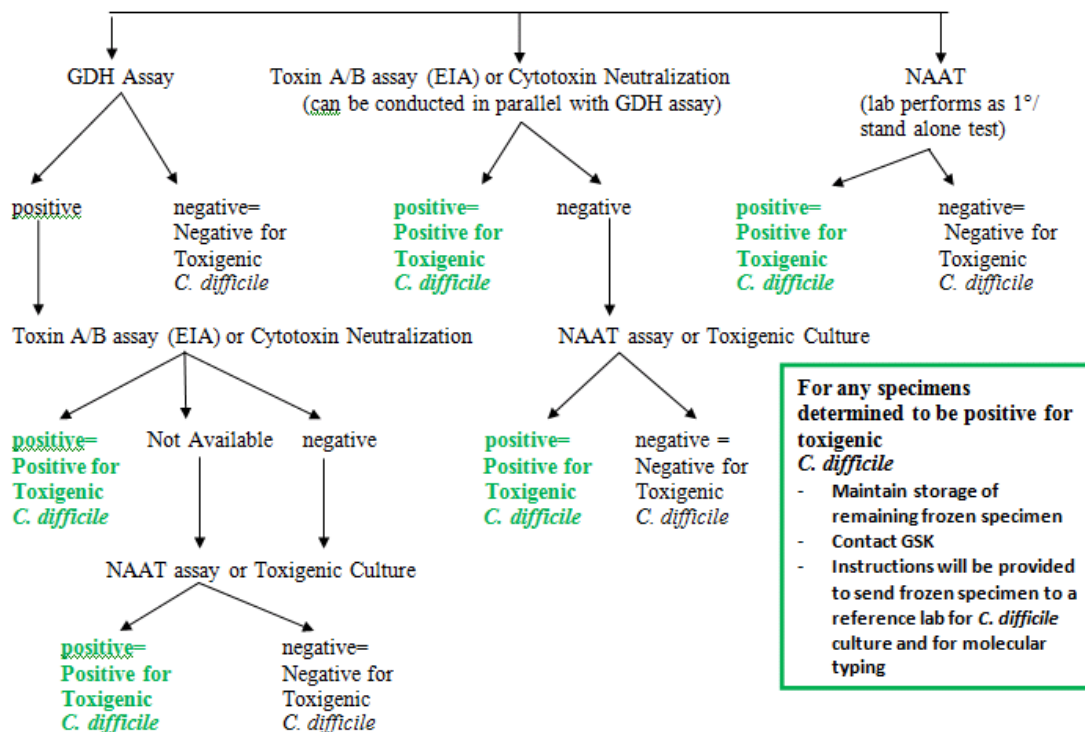 GDH Assay
Toxin A/B assay (EIA) or Cytotoxin Neutralization
(can be conducted in parallel with GDH assay)
NAAT
(lab performs as 1°/
stand alone test)
positive
negative=
Negative for
Toxigenic
C. difficile
positive=
Positive for
Toxigenic
C. difficile
negative
positive=
Positive for
Toxigenic
C. difficile
negative=
Negative for
Toxigenic
C. difficile
Toxin A/B assay (EIA) or Cytotoxin Neutralization
NAAT assay or Toxigenic Culture
positive=
Positive for
Toxigenic
C. difficile
Not Available
negative
positive=
Positive for
Toxigenic
C. difficile
negative =
Negative for
Toxigenic
C. difficile
NAAT assay or Toxigenic Culture
positive=
Positive for
Toxigenic
C. difficile
negative=
Negative for
Toxigenic
C. difficile
For any specimens
determined to be positive for
toxigenic
C. difficile
- Maintain storage of
remaining frozen specimen
- Contact GSK
- Instructions will be provided
to send frozen specimen to a
reference lab for C. difficile
culture and for molecular
typing